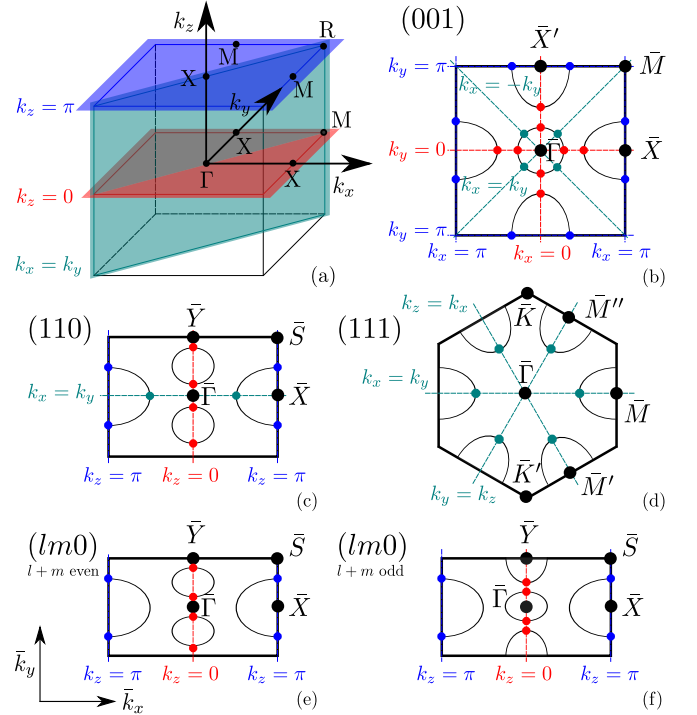 k_z
R
M
X
k_y
M
k_z = π
M
X
Γ
X
k_x
k_z = 0
k_x = k_y
(a)
(001)
X̄′
k_y = π
M̄
k_x = −k_y
k_y = 0
Γ̄
X̄
k_x = k_y
k_y = π
k_x = π
k_x = 0
k_x = π
(b)
(110)
Ȳ
S̄
k_x = k_y
Γ̄
X̄
k_z = π
k_z = 0
k_z = π
(c)
(111)
k_z = k_x
K̄
M̄′′
Γ̄
k_x = k_y
M̄
K̄′
k_y = k_z
M̄′
(d)
(lm0)
l + m even
Ȳ
S̄
Γ̄
X̄
k_z = π
k_z = 0
k_z = π
(e)
k̄_y
k̄_x
(lm0)
l + m odd
Ȳ
S̄
Γ̄
X̄
k_z = π
k_z = 0
k_z = π
(f)